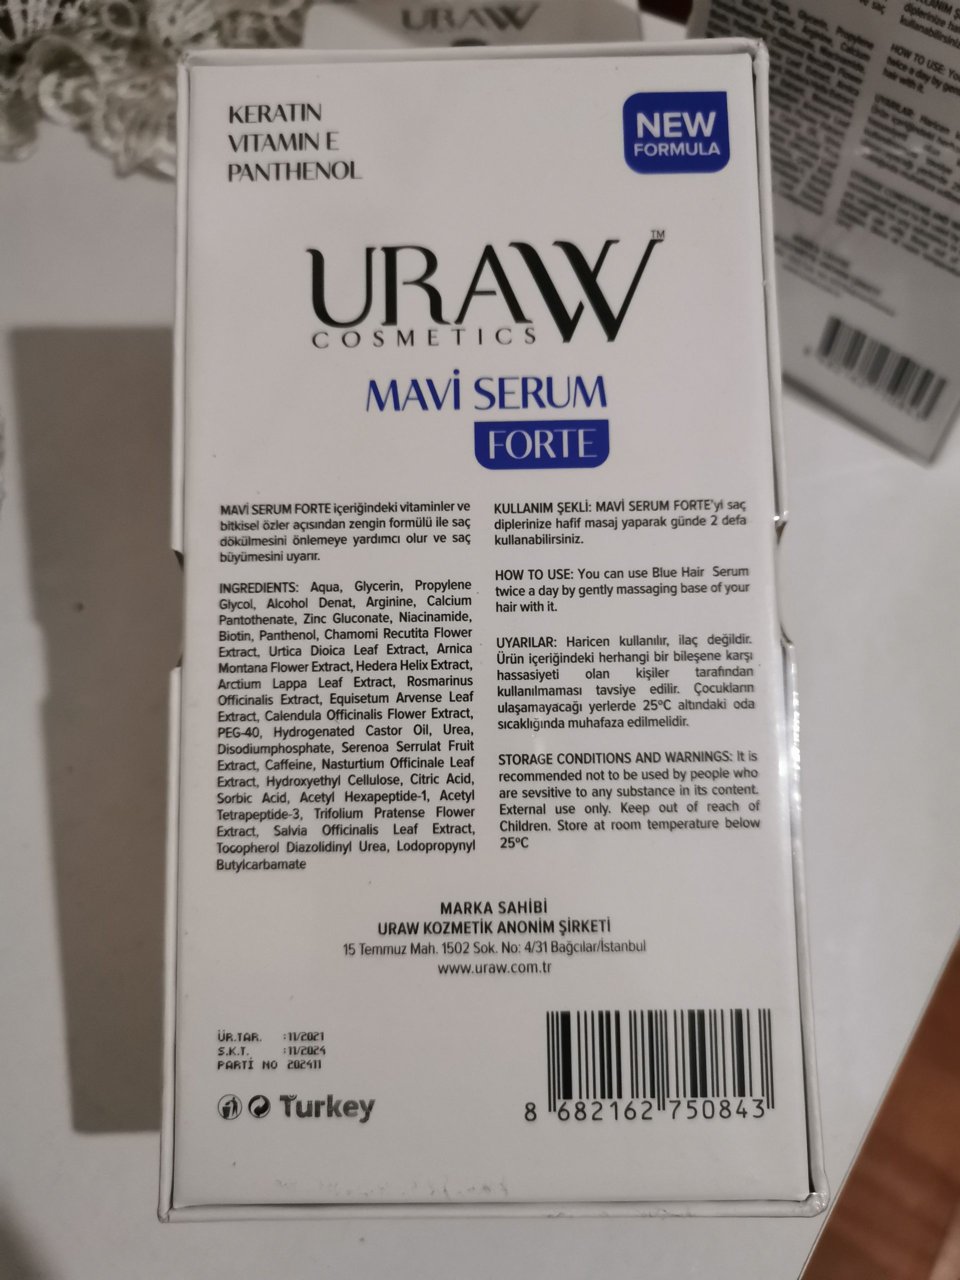 URAW
KERATIN
VITAMIN E
PANTHENOL
NEW
FORMULA
URAW™
COSMETICS
MAVİ SERUM
FORTE
MAVİ SERUM FORTE içeriğindeki vitaminler ve
bitkisel özler açısından zengin formülü ile saç
dökülmesini önlemeye yardımcı olur ve saç
büyümesini uyarır.
INGREDIENTS: Aqua, Glycerin, Propylene
Glycol, Alcohol Denat, Arginine, Calcium
Pantothenate, Zinc Gluconate, Niacinamide,
Biotin, Panthenol, Chamomi Recutita Flower
Extract, Urtica Dioica Leaf Extract, Arnica
Montana Flower Extract, Hedera Helix Extract,
Arctium Lappa Leaf Extract, Rosmarinus
Officinalis Extract, Equisetum Arvense Leaf
Extract, Calendula Officinalis Flower Extract,
PEG-40, Hydrogenated Castor Oil, Urea,
Disodiumphosphate, Serenoa Serrulat Fruit
Extract, Caffeine, Nasturtium Officinale Leaf
Extract, Hydroxyethyl Cellulose, Citric Acid,
Sorbic Acid, Acetyl Hexapeptide-1, Acetyl
Tetrapeptide-3, Trifolium Pratense Flower
Extract, Salvia Officinalis Leaf Extract,
Tocopherol Diazolidinyl Urea, Lodopropynyl
Butylcarbamate
KULLANIM ŞEKLİ: MAVİ SERUM FORTE'yi saç
diplerinize hafif masaj yaparak günde 2 defa
kullanabilirsiniz.
HOW TO USE: You can use Blue Hair Serum
twice a day by gently massaging base of your
hair with it.
UYARILAR: Haricen kullanılır, ilaç değildir.
Ürün içeriğindeki herhangi bir bileşene karşı
hassasiyeti olan kişiler tarafından
kullanılmaması tavsiye edilir. Çocukların
ulaşamayacağı yerlerde 25ºC altındaki oda
sıcaklığında muhafaza edilmelidir.
STORAGE CONDITIONS AND WARNINGS: It is
recommended not to be used by people who
are sevsitive to any substance in its content.
External use only. Keep out of reach of
Children. Store at room temperature below
25ºC
MARKA SAHİBİ
URAW KOZMETİK ANONİM ŞİRKETİ
15 Temmuz Mah. 1502 Sok. No: 4/31 Bağcılar/İstanbul
www.uraw.com.tr
ÜR.TAR. :11/2021
S.K.T. :11/2024
PARTİ NO 202411
Turkey
8 682162 750843